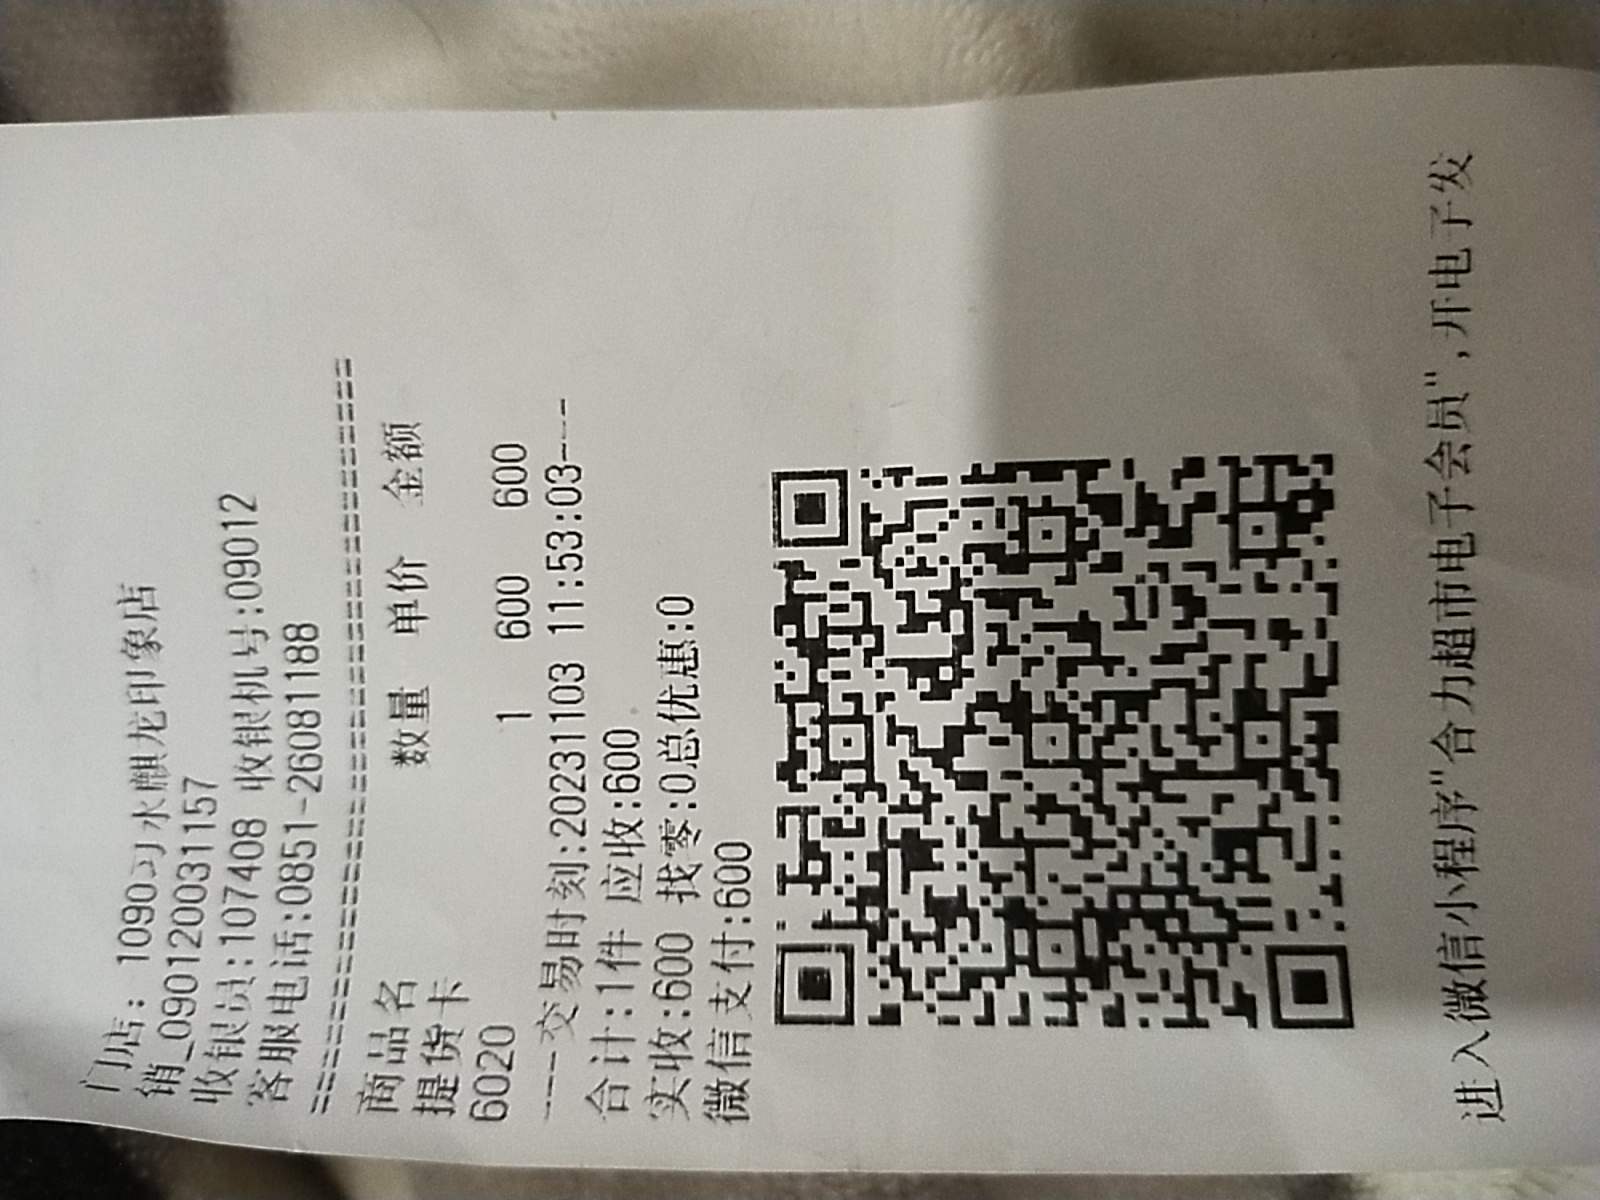 门店: 1090习水麒龙印象店
销_0901200311​57
收银员:107408 收银机号:09012
客服电话:0851-26081188
========================================
商品名 数量 单价 金额
提货卡
6020 1 600 600
---交易时刻:20231103 11:53:03----
合计:1件 应收:600
实收:600 找零:0总优惠:0
微信支付:600
进入微信小程序"合力超市电子会员",开电子发